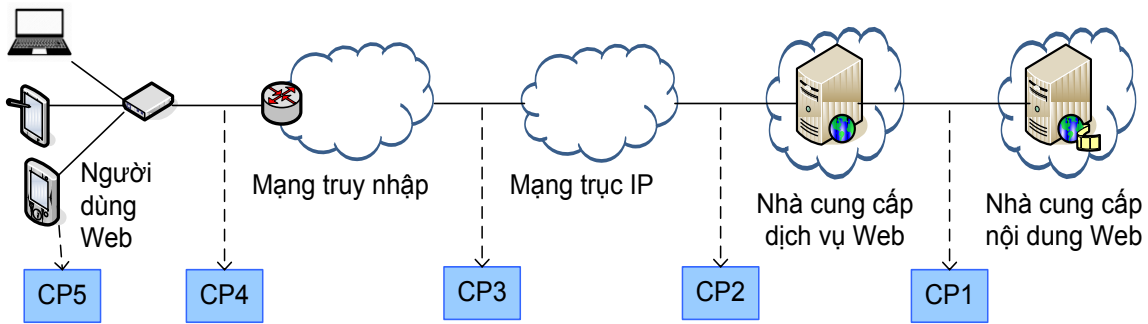 Người
dùng
Web
Mạng truy nhập
Mạng trục IP
Nhà cung cấp
dịch vụ Web
Nhà cung cấp
nội dung Web
CP5
CP4
CP3
CP2
CP1